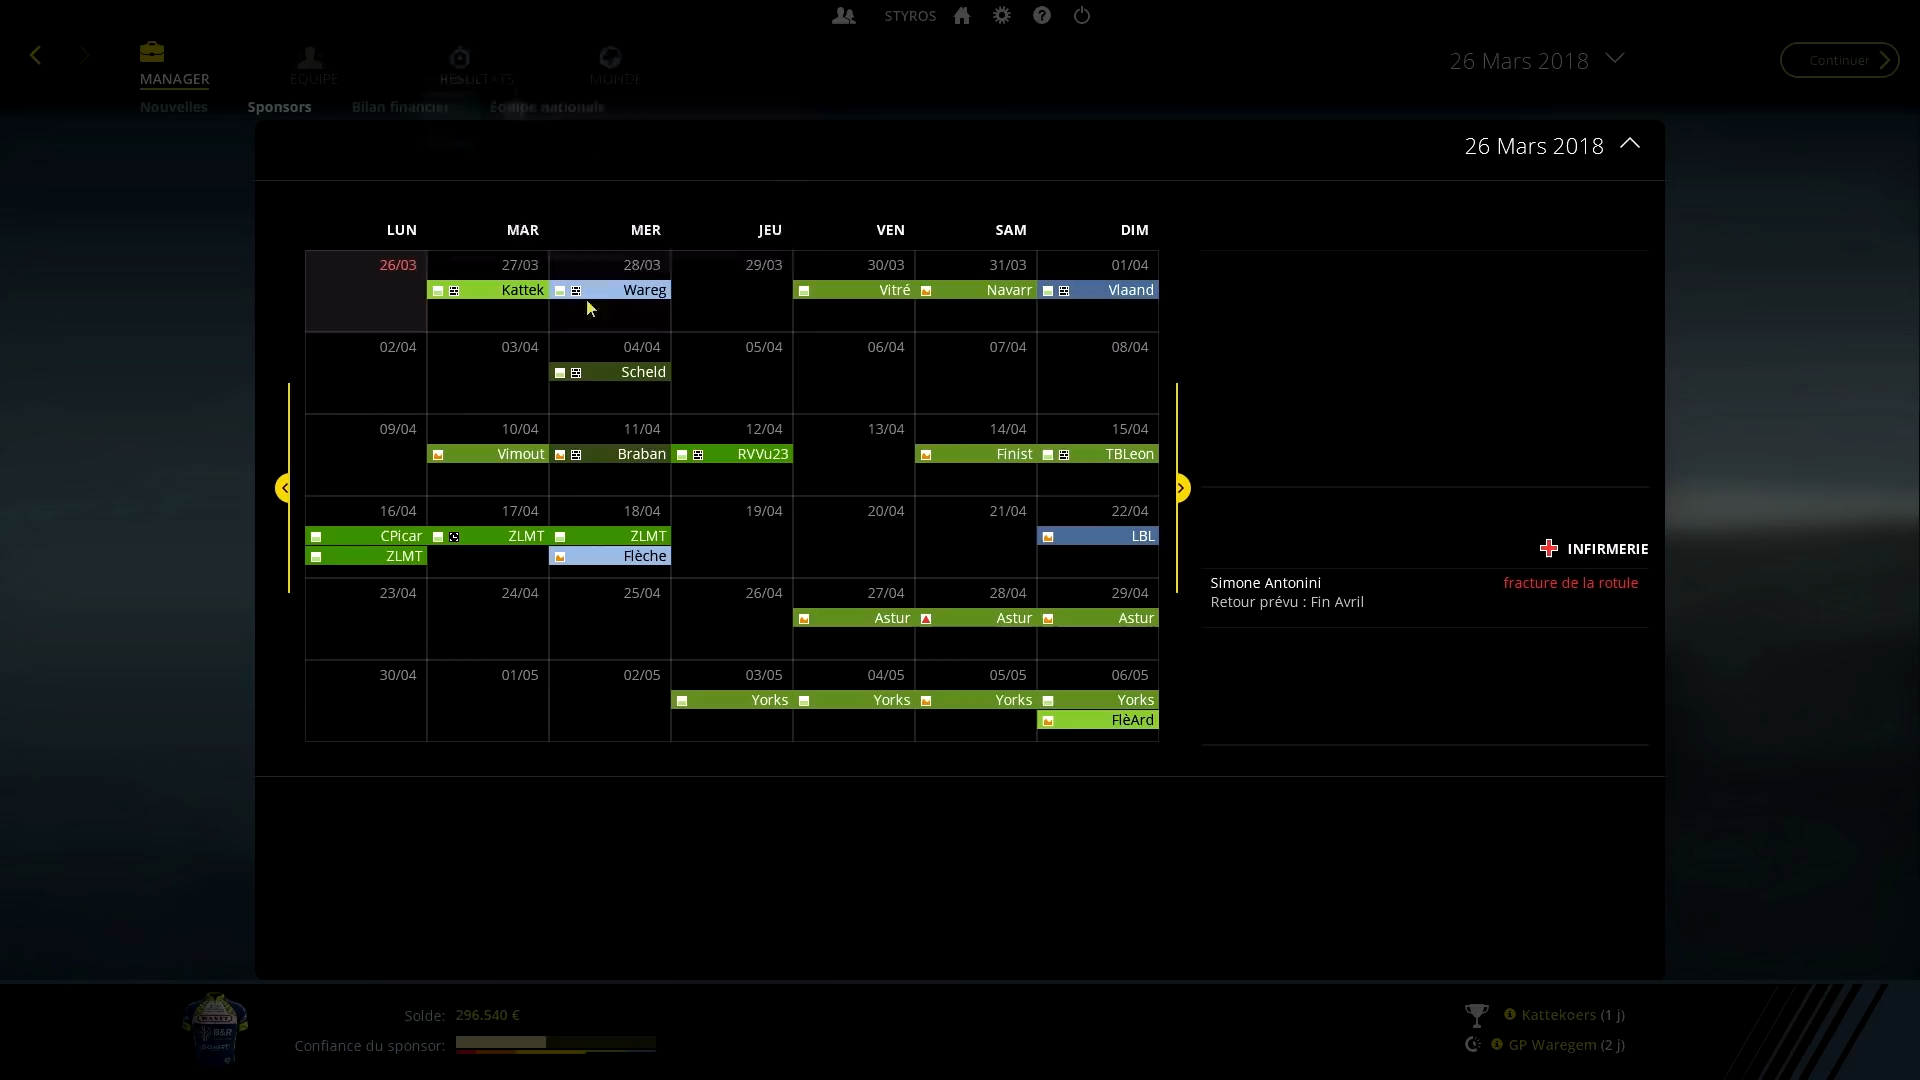 STYROS
MANAGER
EQUIPE
RESULTATS
MONDE
26 Mars 2018
Continuer
Nouvelles
Sponsors
Bilan financier
Equipe nationale
26 Mars 2018
LUN MAR MER JEU VEN SAM DIM
26/03 27/03 28/03 29/03 30/03 31/03 01/04
Kattek Wareg Vitré Navarr Vlaand
02/04 03/04 04/04 05/04 06/04 07/04 08/04
Scheld
09/04 10/04 11/04 12/04 13/04 14/04 15/04
Vimout Braban RVVu23 Finist TBLeon
16/04 17/04 18/04 19/04 20/04 21/04 22/04
CPicar ZLMT ZLMT LBL
ZLMT Flèche
23/04 24/04 25/04 26/04 27/04 28/04 29/04
Astur Astur Astur
30/04 01/05 02/05 03/05 04/05 05/05 06/05
Yorks Yorks Yorks Yorks
FlèArd
INFIRMERIE
Simone Antonini fracture de la rotule
Retour prévu : Fin Avril
Solde: 296.540 €
Confiance du sponsor:
Kattekoers (1 j)
GP Waregem (2 j)